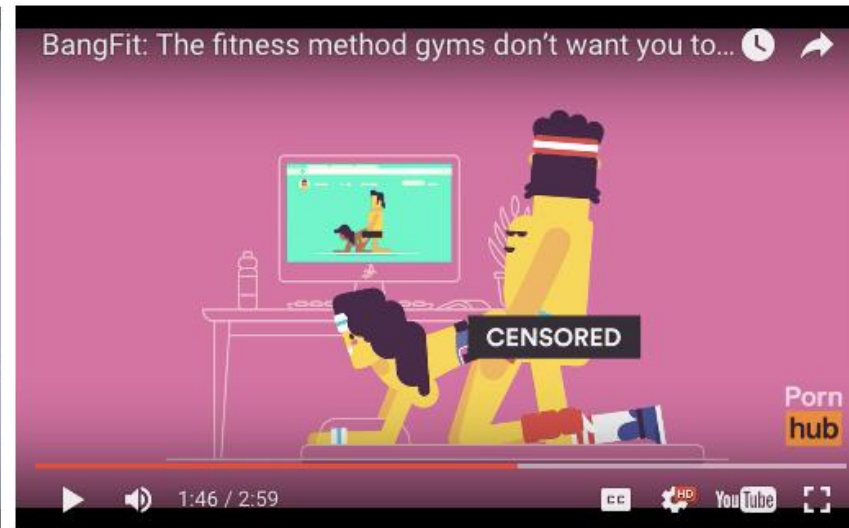 BangFit: The fitness method gyms don't want you to...
CENSORED
Porn
hub
1:46 / 2:59
CC
HD
YouTube